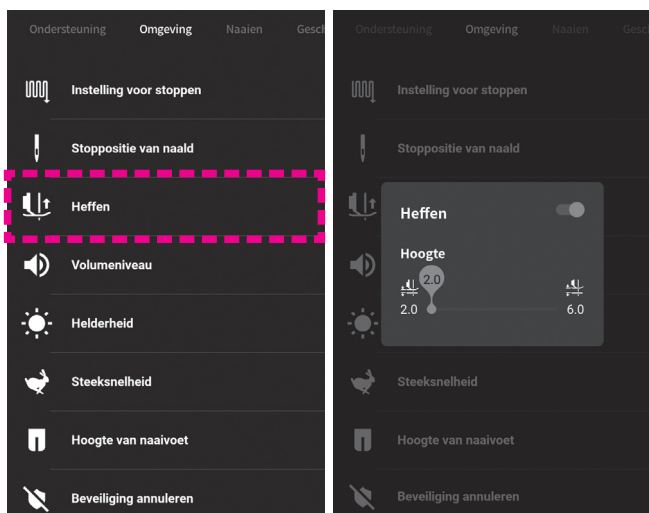 Ondersteuning Omgeving Naaien Gesch
Instelling voor stoppen
Stoppositie van naald
Heffen
Volumeniveau
Helderheid
Steeksnelheid
Hoogte van naaivoet
Beveiliging annuleren
Ondersteuning Omgeving Naaien Gesc
Instelling voor stoppen
Stoppositie van naald
Heffen
Hoogte
2.0
2.0 6.0
Steeksnelheid
Hoogte van naaivoet
Beveiliging annuleren